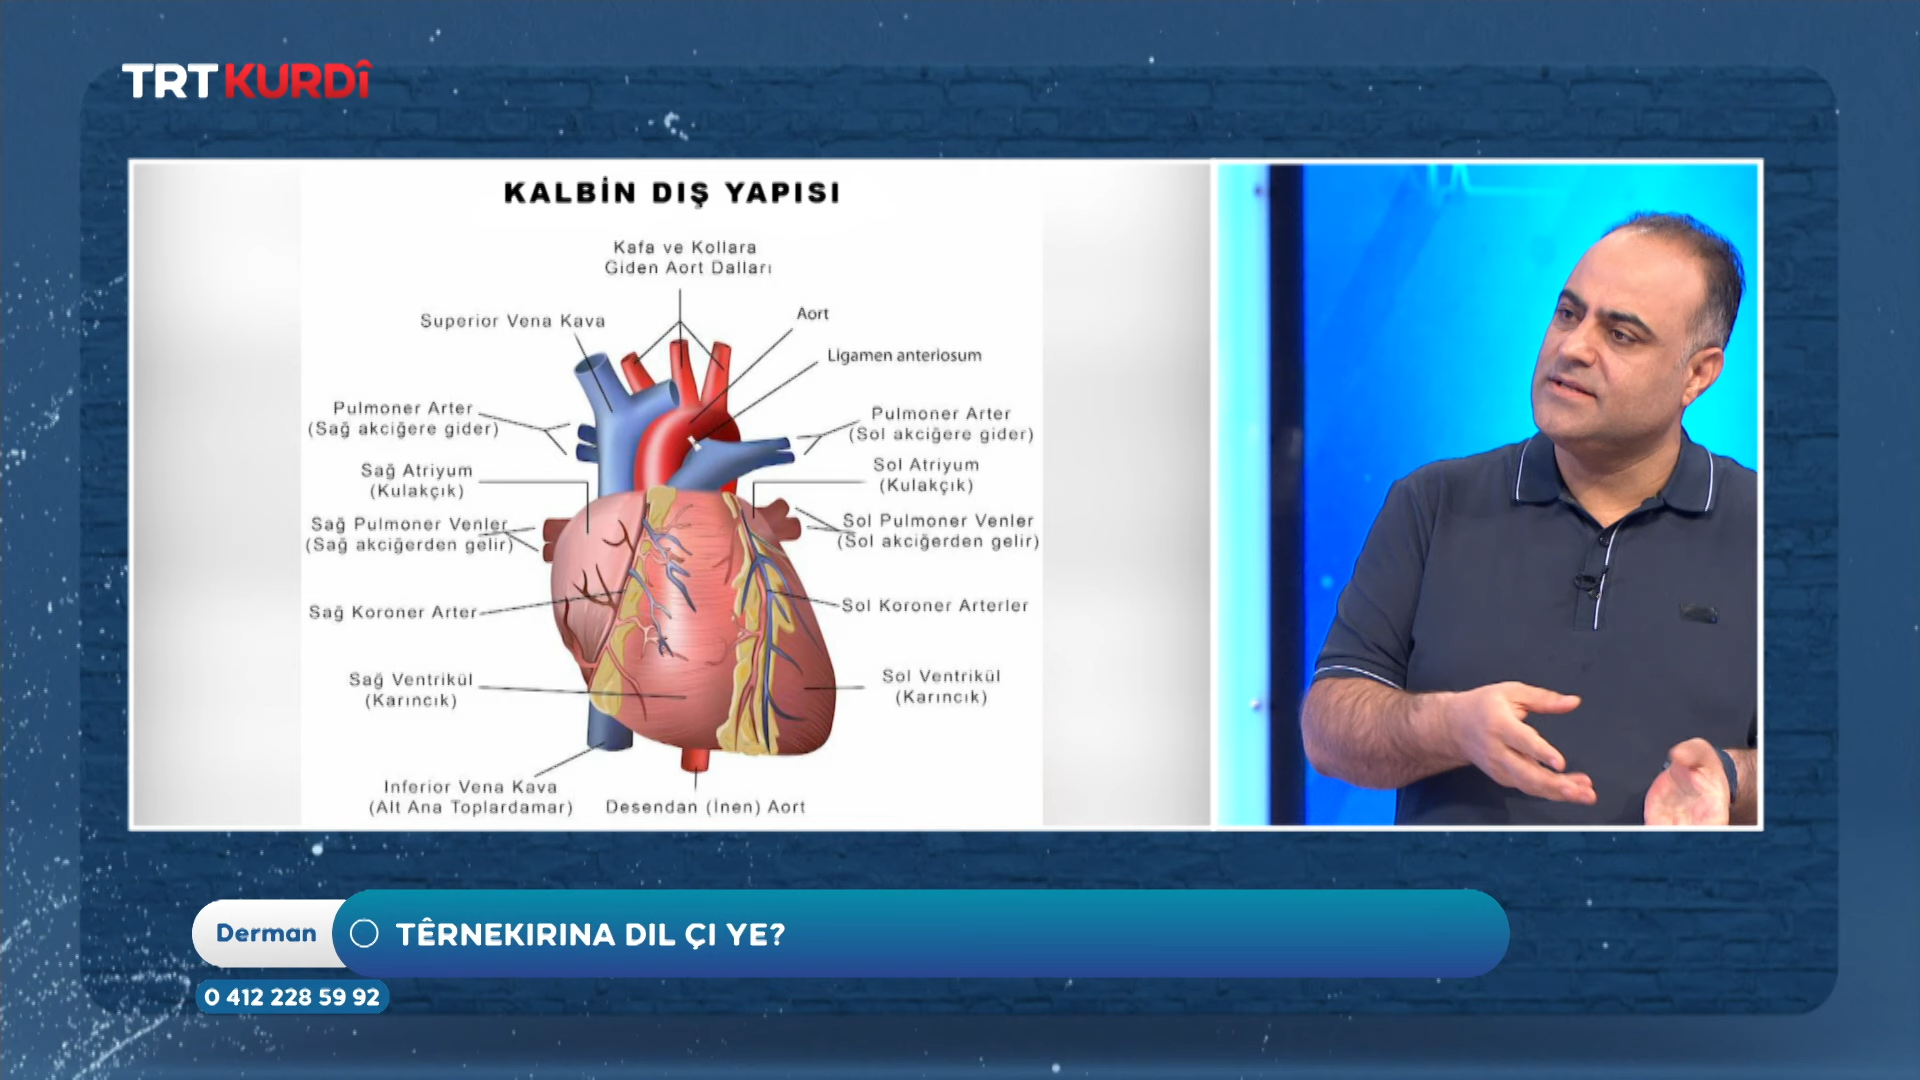 TRT KURDÎ
KALBİN DIŞ YAPISI
Kafa ve Kollara
Giden Aort Dalları
Superior Vena Kava
Aort
Ligamen anteriosum
Pulmoner Arter
(Sağ akciğere gider)
Pulmoner Arter
(Sol akciğere gider)
Sağ Atriyum
(Kulakçık)
Sol Atriyum
(Kulakçık)
Sağ Pulmoner Venler
(Sağ akciğerden gelir)
Sol Pulmoner Venler
(Sol akciğerden gelir)
Sağ Koroner Arter
Sol Koroner Arterler
Sağ Ventrikül
(Karıncık)
Sol Ventrikül
(Karıncık)
Inferior Vena Kava
(Alt Ana Toplardamar)
Desendan (İnen) Aort
Derman
TÊRNEKIRINA DIL ÇI YE?
0 412 228 59 92